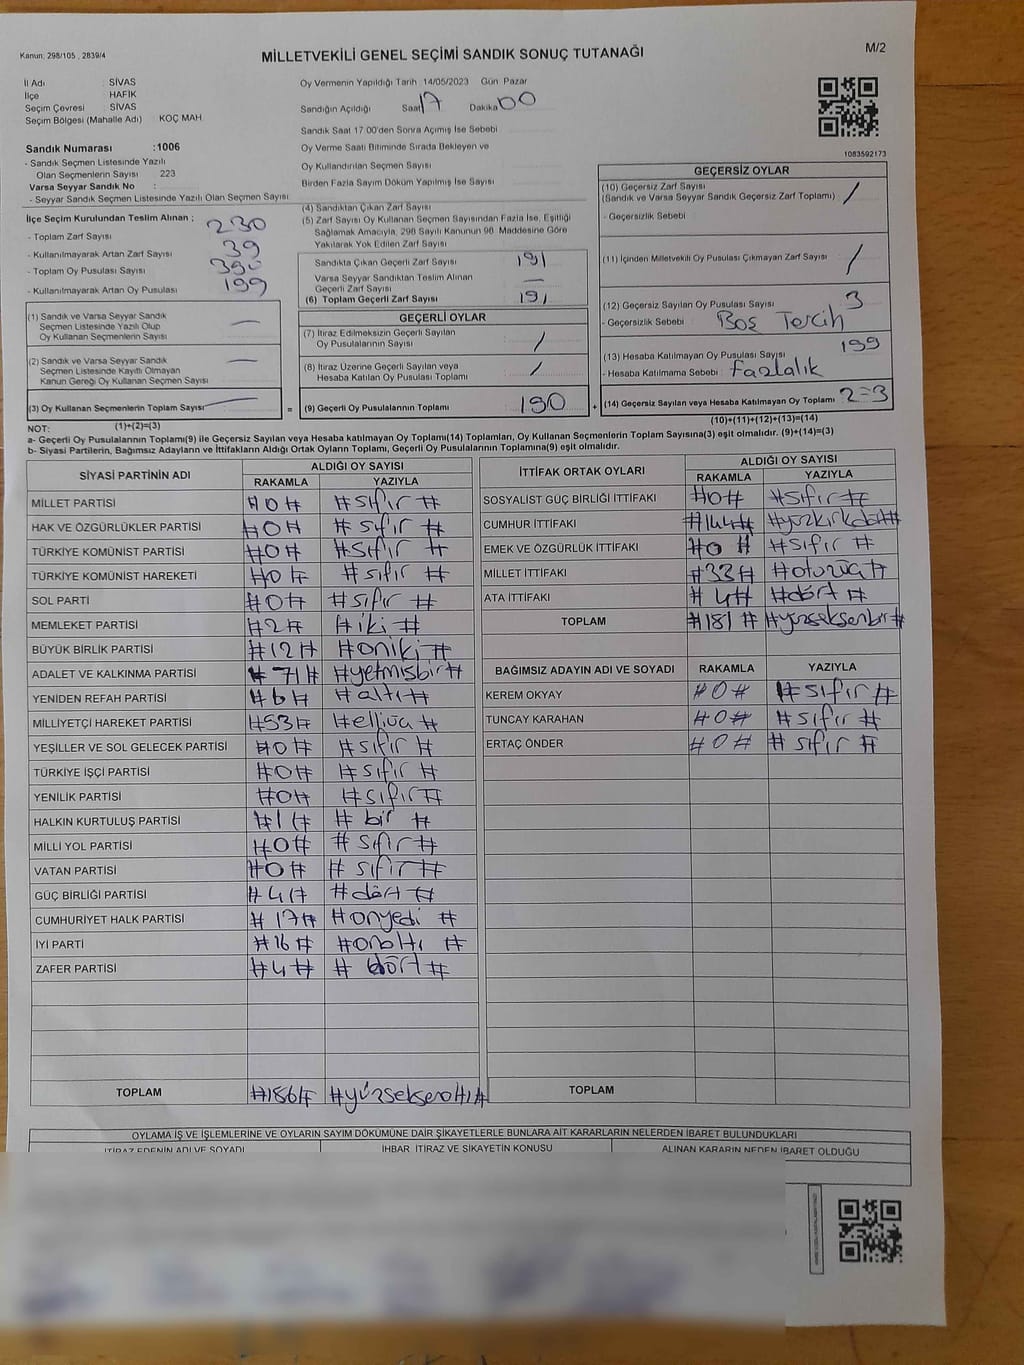 Kanun: 298/105 , 2839/4
MİLLETVEKİLİ GENEL SEÇİMİ SANDIK SONUÇ TUTANAĞI
M/2
İl Adı : SİVAS
İlçe : HAFİK
Seçim Çevresi : SİVAS
Seçim Bölgesi (Mahalle Adı) KOÇ MAH.
Sandık Numarası :1006
- Sandık Seçmen Listesinde Yazılı
Olan Seçmenlerin Sayısı : 223
Varsa Seyyar Sandık No :
- Seyyar Sandık Seçmen Listesinde Yazılı Olan Seçmen Sayısı
Oy Vermenin Yapıldığı Tarih :14/05/2023 Gün :Pazar
Sandığın Açıldığı Saat 17 Dakika 00
Sandık Saat 17:00'den Sonra Açılmış İse Sebebi
Oy Verme Saati Bitiminde Sırada Bekleyen ve
Oy Kullandırılan Seçmen Sayısı
Birden Fazla Sayım Döküm Yapılmış İse Sayısı
1083592173
İlçe Seçim Kurulundan Teslim Alınan ;
- Toplam Zarf Sayısı 230
- Kullanılmayarak Artan Zarf Sayısı 39
- Toplam Oy Pusulası Sayısı 390
- Kullanılmayarak Artan Oy Pusulası 199
(1) Sandık ve Varsa Seyyar Sandık
Seçmen Listesinde Yazılı Olup
Oy Kullanan Seçmenlerin Sayısı —
(2) Sandık ve Varsa Seyyar Sandık
Seçmen Listesinde Kayıtlı Olmayan
Kanun Gereği Oy Kullanan Seçmen Sayısı —
(3) Oy Kullanan Seçmenlerin Toplam Sayısı —
(1)+(2)=(3)
(4) Sandıktan Çıkan Zarf Sayısı
(5) Zarf Sayısı Oy Kullanan Seçmen Sayısından Fazla İse, Eşitliği
Sağlamak Amacıyla, 298 Sayılı Kanunun 98. Maddesine Göre
Yakılarak Yok Edilen Zarf Sayısı
Sandıkta Çıkan Geçerli Zarf Sayısı 191
Varsa Seyyar Sandıktan Teslim Alınan
Geçerli Zarf Sayısı —
(6) Toplam Geçerli Zarf Sayısı 191
GEÇERLİ OYLAR
(7) İtiraz Edilmeksizin Geçerli Sayılan
Oy Pusulalarının Sayısı /
(8) İtiraz Üzerine Geçerli Sayılan veya
Hesaba Katılan Oy Pusulası Toplamı /
= (9) Geçerli Oy Pusulalarının Toplamı 190 +
GEÇERSİZ OYLAR
(10) Geçersiz Zarf Sayısı
(Sandık ve Varsa Seyyar Sandık Geçersiz Zarf Toplamı) /
- Geçersizlik Sebebi
(11) İçinden Milletvekili Oy Pusulası Çıkmayan Zarf Sayısı /
(12) Geçersiz Sayılan Oy Pusulası Sayısı 3
- Geçersizlik Sebebi : Boş Tercih
(13) Hesaba Katılmayan Oy Pusulası Sayısı 199
- Hesaba Katılmama Sebebi : fazlalık
(14) Geçersiz Sayılan veya Hesaba Katılmayan Oy Toplamı 2=3
(10)+(11)+(12)+(13)=(14)
NOT:
a- Geçerli Oy Pusulalarının Toplamı(9) ile Geçersiz Sayılan veya Hesaba katılmayan Oy Toplamı(14) Toplamları, Oy Kullanan Seçmenlerin Toplam Sayısına(3) eşit olmalıdır. (9)+(14)=(3)
b- Siyasi Partilerin, Bağımsız Adayların ve İttifakların Aldığı Ortak Oyların Toplamı, Geçerli Oy Pusulalarının Toplamına(9) eşit olmalıdır.
SİYASİ PARTİNİN ADI ALDIĞI OY SAYISI
RAKAMLA YAZIYLA
MİLLET PARTİSİ #0# #sıfır#
HAK VE ÖZGÜRLÜKLER PARTİSİ #0# #sıfır#
TÜRKİYE KOMÜNİST PARTİSİ #0# #sıfır#
TÜRKİYE KOMÜNİST HAREKETİ #0# #sıfır#
SOL PARTİ #0# #sıfır#
MEMLEKET PARTİSİ #2# #iki#
BÜYÜK BİRLİK PARTİSİ #12# #oniki#
ADALET VE KALKINMA PARTİSİ #71# #yetmişbir#
YENİDEN REFAH PARTİSİ #6# #altı#
MİLLİYETÇİ HAREKET PARTİSİ #53# #elliüç#
YEŞİLLER VE SOL GELECEK PARTİSİ #0# #sıfır#
TÜRKİYE İŞÇİ PARTİSİ #0# #sıfır#
YENİLİK PARTİSİ #0# #sıfır#
HALKIN KURTULUŞ PARTİSİ #1# #bir#
MİLLİ YOL PARTİSİ #0# #sıfır#
VATAN PARTİSİ #0# #sıfır#
GÜÇ BİRLİĞİ PARTİSİ #4# #dört#
CUMHURİYET HALK PARTİSİ #17# #onyedi#
İYİ PARTİ #16# #onaltı#
ZAFER PARTİSİ #4# #dört#
TOPLAM #186# #yüzseksenaltı#
İTTİFAK ORTAK OYLARI ALDIĞI OY SAYISI
RAKAMLA YAZIYLA
SOSYALİST GÜÇ BİRLİĞİ İTTİFAKI #0# #sıfır#
CUMHUR İTTİFAKI #144# #yüzkırkdört#
EMEK VE ÖZGÜRLÜK İTTİFAKI #0# #sıfır#
MİLLET İTTİFAKI #33# #otuzüç#
ATA İTTİFAKI #4# #dört#
TOPLAM #181# #yüzseksenbir#
BAĞIMSIZ ADAYIN ADI VE SOYADI RAKAMLA YAZIYLA
KEREM OKYAY #0# #sıfır#
TUNCAY KARAHAN #0# #sıfır#
ERTAÇ ÖNDER #0# #sıfır#
TOPLAM
OYLAMA İŞ VE İŞLEMLERİNE VE OYLARIN SAYIM DÖKÜMÜNE DAİR ŞİKAYETLERLE BUNLARA AİT KARARLARIN NELERDEN İBARET BULUNDUKLARI
İTİRAZ EDENİN ADI VE SOYADI İHBAR İTİRAZ VE ŞİKAYETİN KONUSU ALINAN KARARIN NEDEN İBARET OLDUĞU